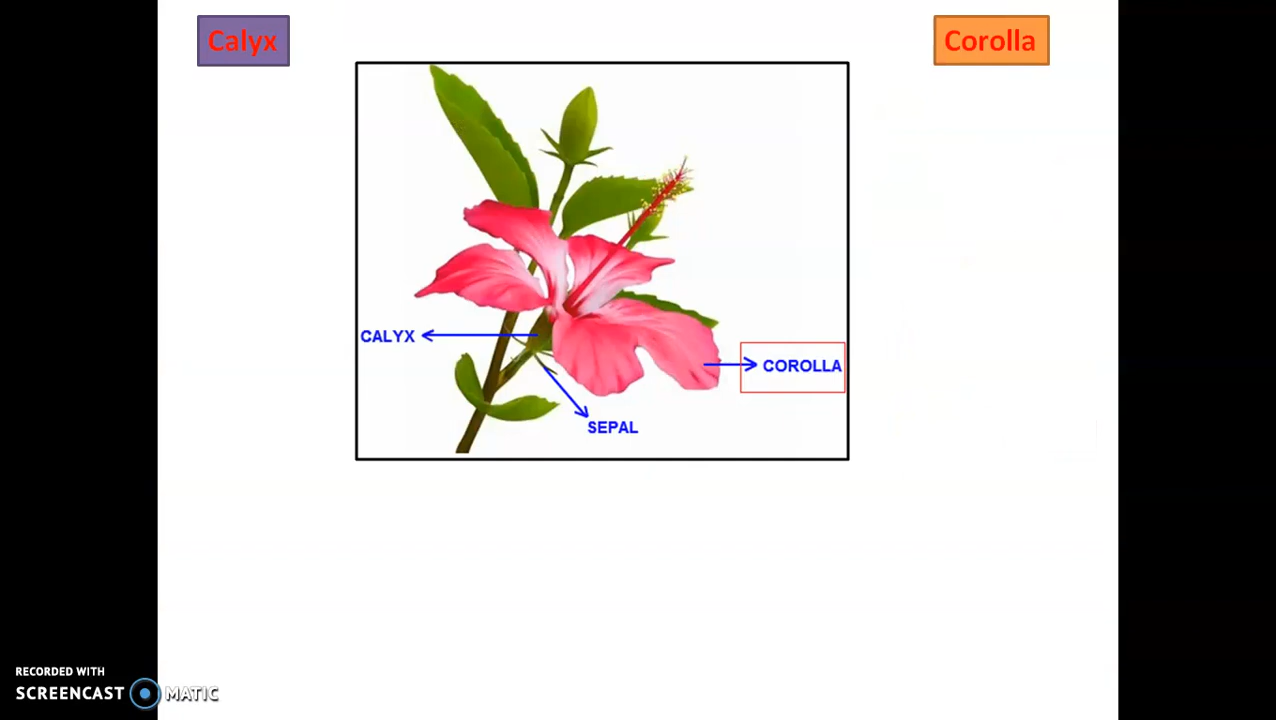 Calyx
Corolla
CALYX
COROLLA
SEPAL
RECORDED WITH
SCREENCAST MATIC